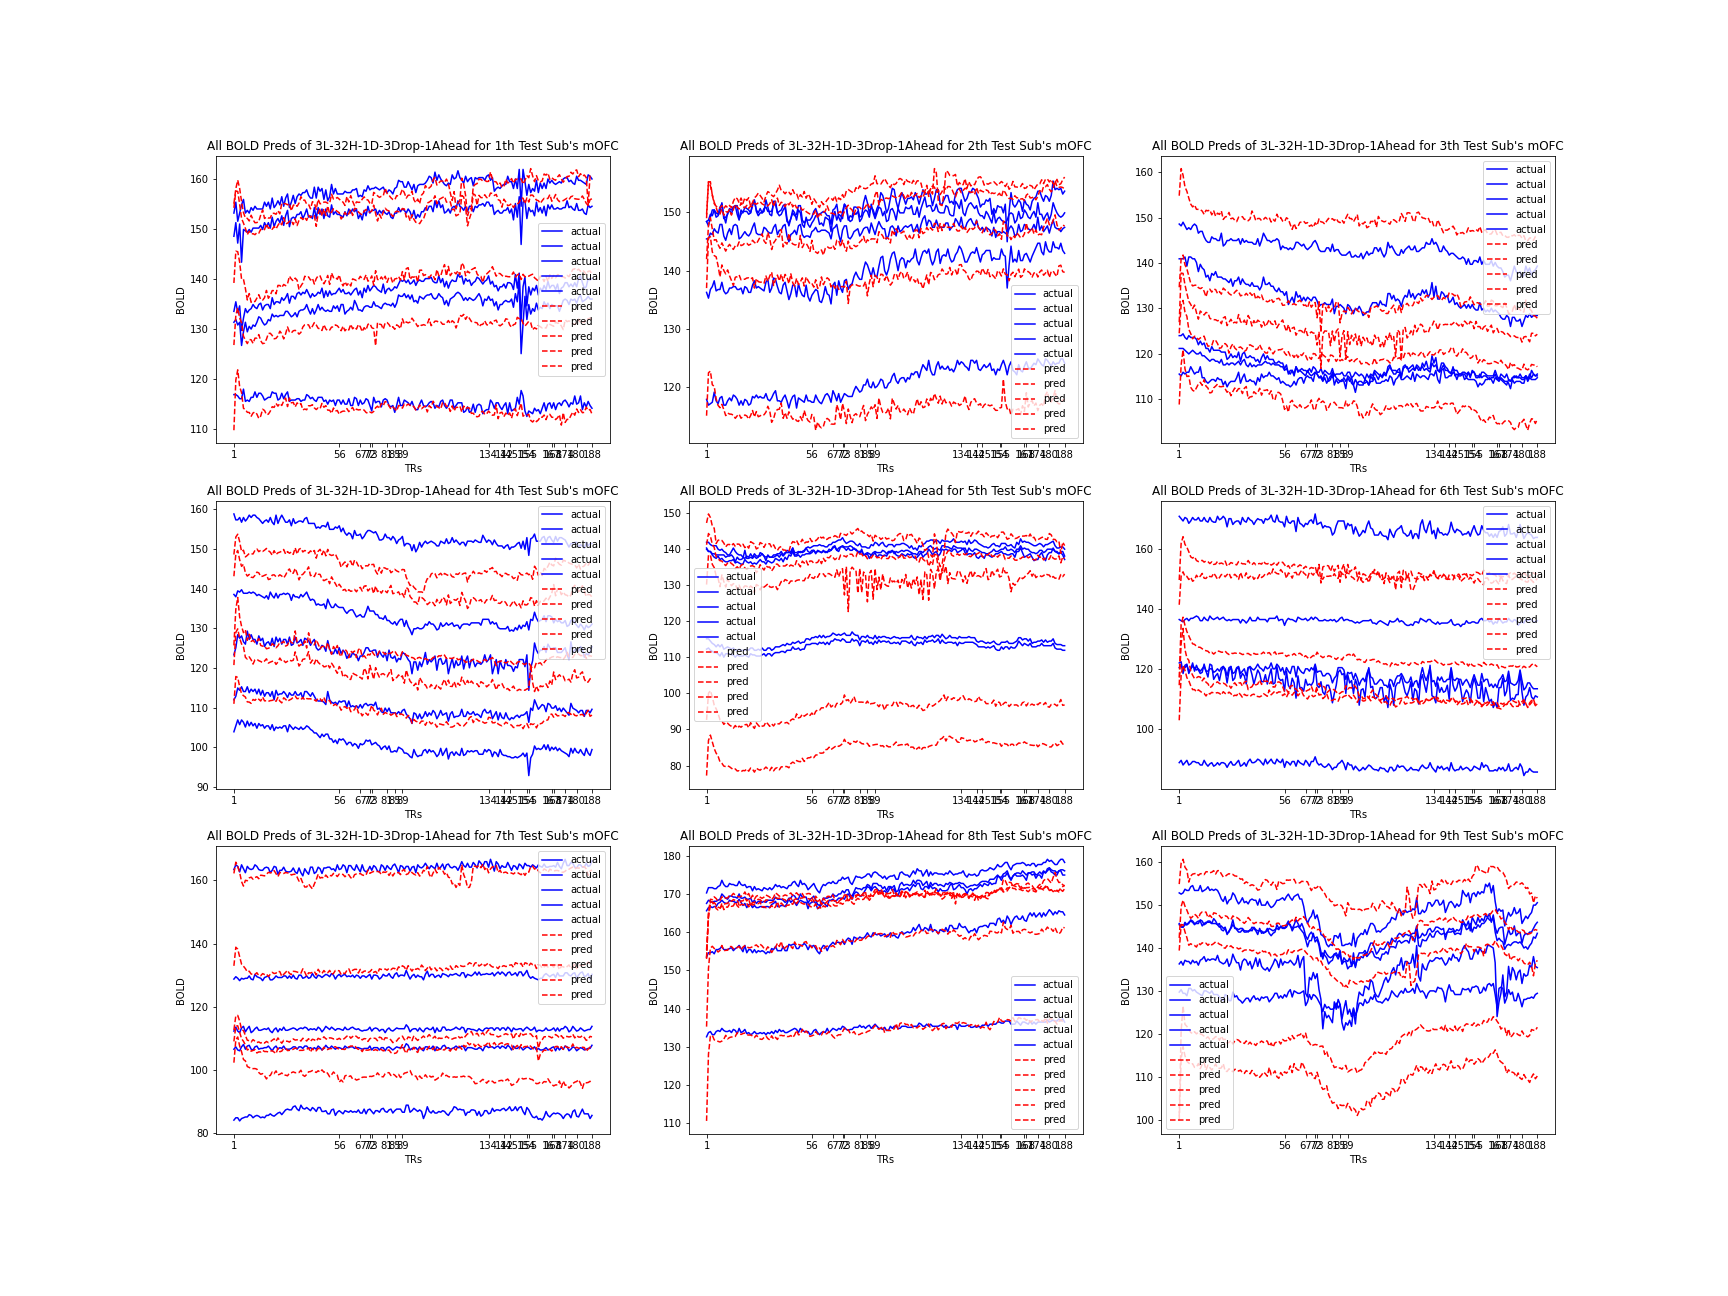 All BOLD Preds of 3L-32H-1D-3Drop-1Ahead for 1th Test Sub's mOFC
160
150
140
130
120
110
BOLD
actual
actual
actual
actual
actual
pred
pred
pred
pred
pred
1 56 188
TRs
All BOLD Preds of 3L-32H-1D-3Drop-1Ahead for 2th Test Sub's mOFC
150
140
130
120
BOLD
actual
actual
actual
actual
actual
pred
pred
pred
pred
pred
1 56 188
TRs
All BOLD Preds of 3L-32H-1D-3Drop-1Ahead for 3th Test Sub's mOFC
160
150
140
130
120
110
BOLD
actual
actual
actual
actual
actual
pred
pred
pred
pred
pred
1 56 188
TRs
All BOLD Preds of 3L-32H-1D-3Drop-1Ahead for 4th Test Sub's mOFC
160
150
140
130
120
110
100
90
BOLD
actual
actual
actual
actual
actual
pred
pred
pred
pred
pred
1 56 188
TRs
All BOLD Preds of 3L-32H-1D-3Drop-1Ahead for 5th Test Sub's mOFC
150
140
130
120
110
100
90
80
BOLD
actual
actual
actual
actual
actual
pred
pred
pred
pred
pred
1 56 188
TRs
All BOLD Preds of 3L-32H-1D-3Drop-1Ahead for 6th Test Sub's mOFC
160
140
120
100
BOLD
actual
actual
actual
actual
actual
pred
pred
pred
pred
pred
1 56 188
TRs
All BOLD Preds of 3L-32H-1D-3Drop-1Ahead for 7th Test Sub's mOFC
160
140
120
100
80
BOLD
actual
actual
actual
actual
actual
pred
pred
pred
pred
pred
1 56 188
TRs
All BOLD Preds of 3L-32H-1D-3Drop-1Ahead for 8th Test Sub's mOFC
180
170
160
150
140
130
120
110
BOLD
actual
actual
actual
actual
actual
pred
pred
pred
pred
pred
1 56 188
TRs
All BOLD Preds of 3L-32H-1D-3Drop-1Ahead for 9th Test Sub's mOFC
160
150
140
130
120
110
100
BOLD
actual
actual
actual
actual
actual
pred
pred
pred
pred
pred
1 56 188
TRs